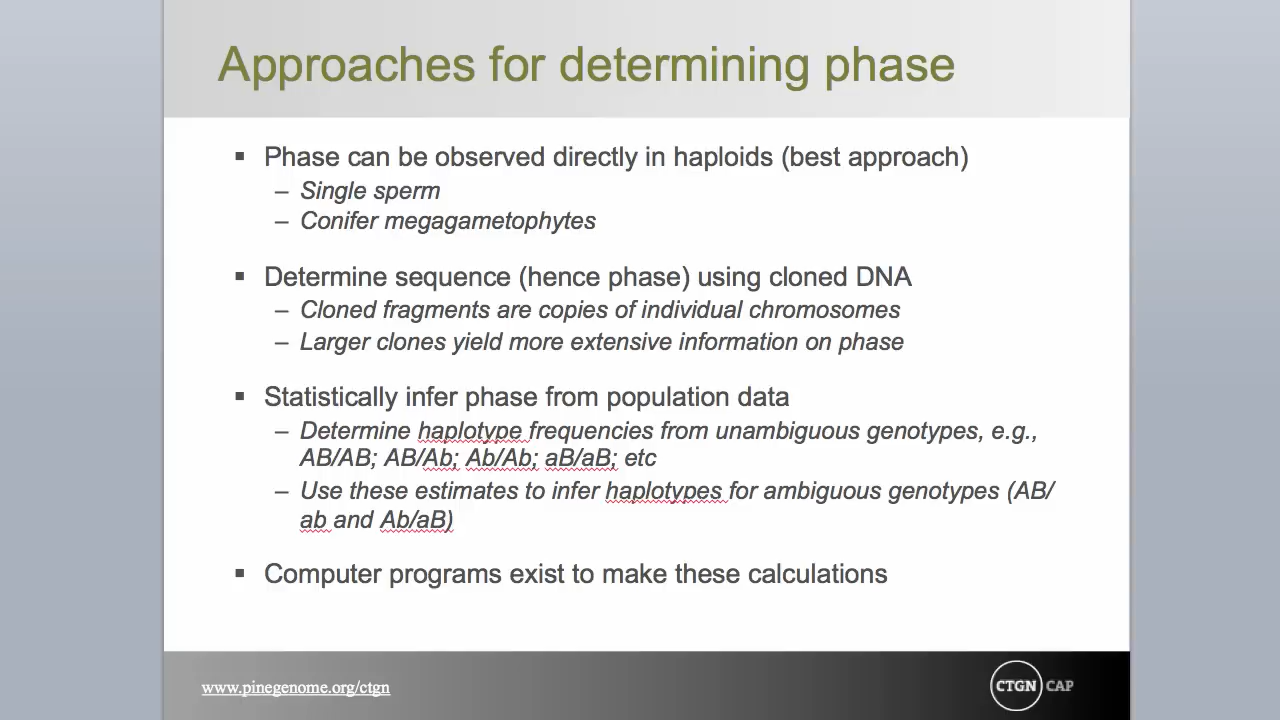 Approaches for determining phase
▪ Phase can be observed directly in haploids (best approach)
– Single sperm
– Conifer megagametophytes
▪ Determine sequence (hence phase) using cloned DNA
– Cloned fragments are copies of individual chromosomes
– Larger clones yield more extensive information on phase
▪ Statistically infer phase from population data
– Determine haplotype frequencies from unambiguous genotypes, e.g.,
AB/AB; AB/Ab; Ab/Ab; aB/aB; etc
– Use these estimates to infer haplotypes for ambiguous genotypes (AB/
ab and Ab/aB)
▪ Computer programs exist to make these calculations
www.pinegenome.org/ctgn
CTGN CAP